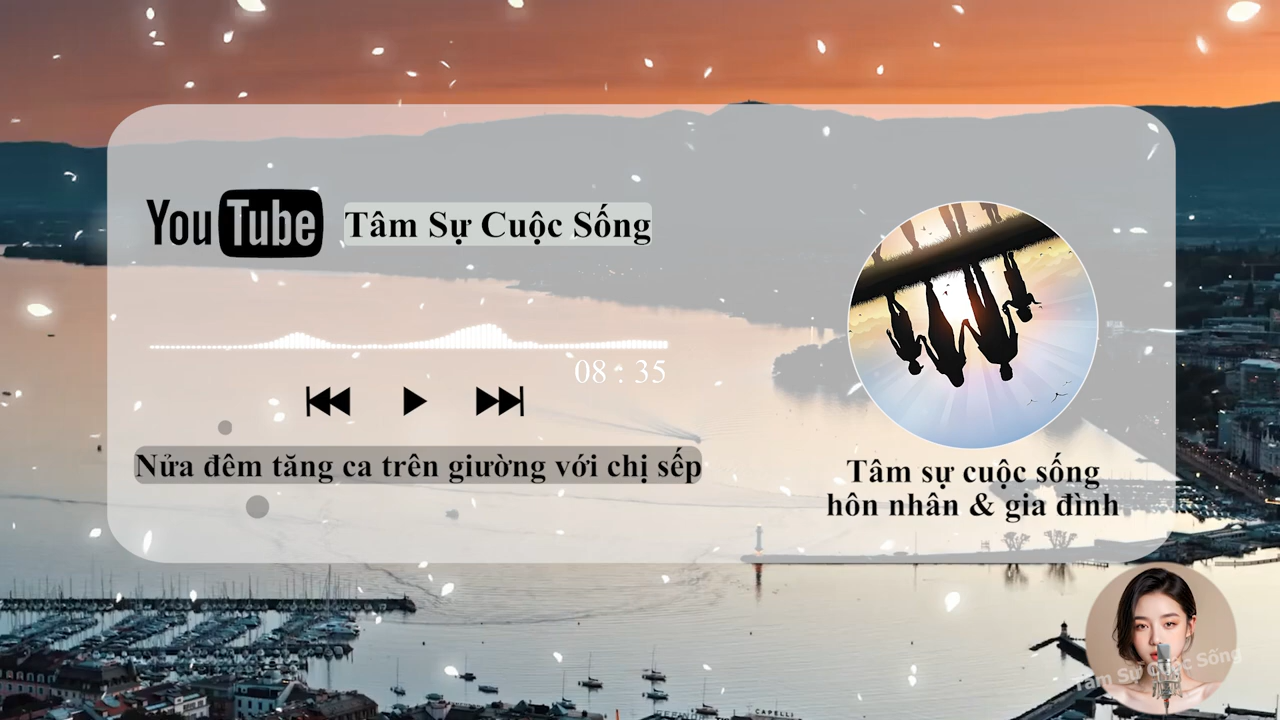 YouTube
Tâm Sự Cuộc Sống
08 : 35
Nửa đêm tăng ca trên giường với chị sếp
Tâm sự cuộc sống
hôn nhân & gia đình
Tâm Sự Cuộc Sống
CAPELLI